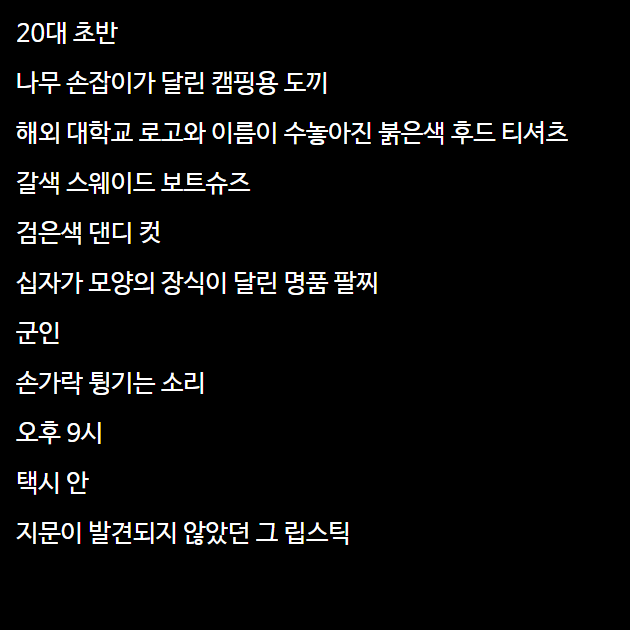 20대 초반
나무 손잡이가 달린 캠핑용 도끼
해외 대학교 로고와 이름이 수놓아진 붉은색 후드 티셔츠
갈색 스웨이드 보트슈즈
검은색 댄디 컷
십자가 모양의 장식이 달린 명품 팔찌
군인
손가락 튕기는 소리
오후 9시
택시 안
지문이 발견되지 않았던 그 립스틱